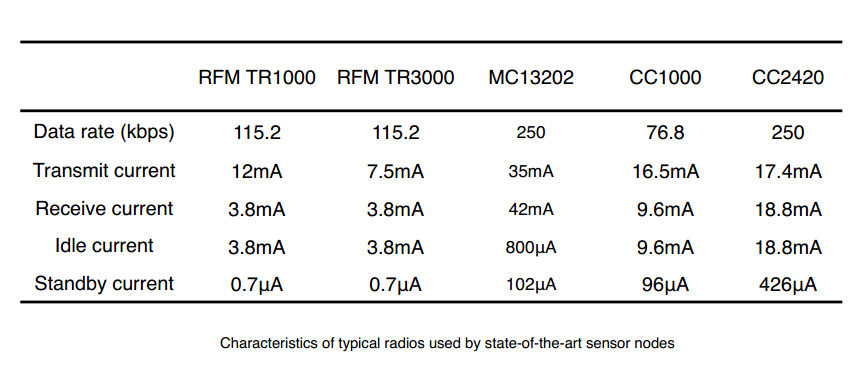 RFM TR1000 RFM TR3000 MC13202 CC1000 CC2420
Data rate (kbps) 115.2 115.2 250 76.8 250
Transmit current 12mA 7.5mA 35mA 16.5mA 17.4mA
Receive current 3.8mA 3.8mA 42mA 9.6mA 18.8mA
Idle current 3.8mA 3.8mA 800µA 9.6mA 18.8mA
Standby current 0.7µA 0.7µA 102µA 96µA 426µA
Characteristics of typical radios used by state-of-the-art sensor nodes